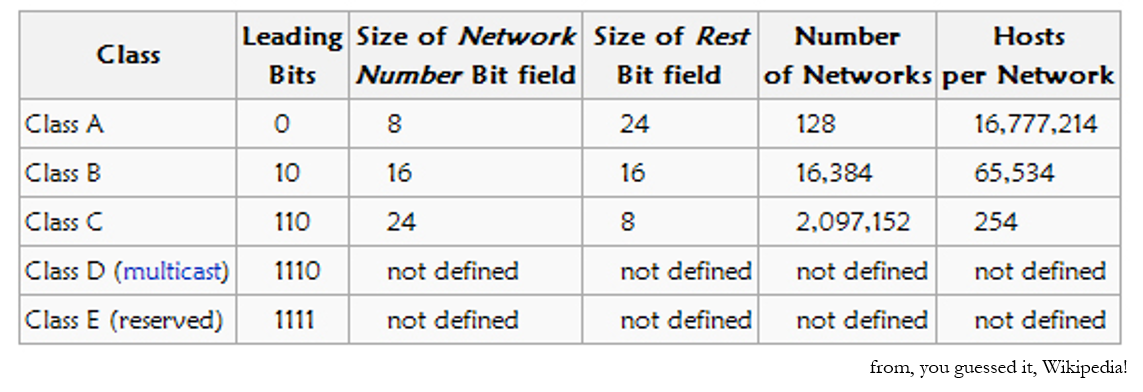 Class Leading Bits Size of Network Number Bit field Size of Rest Bit field Number of Networks Hosts per Network
Class A 0 8 24 128 16,777,214
Class B 10 16 16 16,384 65,534
Class C 110 24 8 2,097,152 254
Class D (multicast) 1110 not defined not defined not defined not defined
Class E (reserved) 1111 not defined not defined not defined not defined
from, you guessed it, Wikipedia!